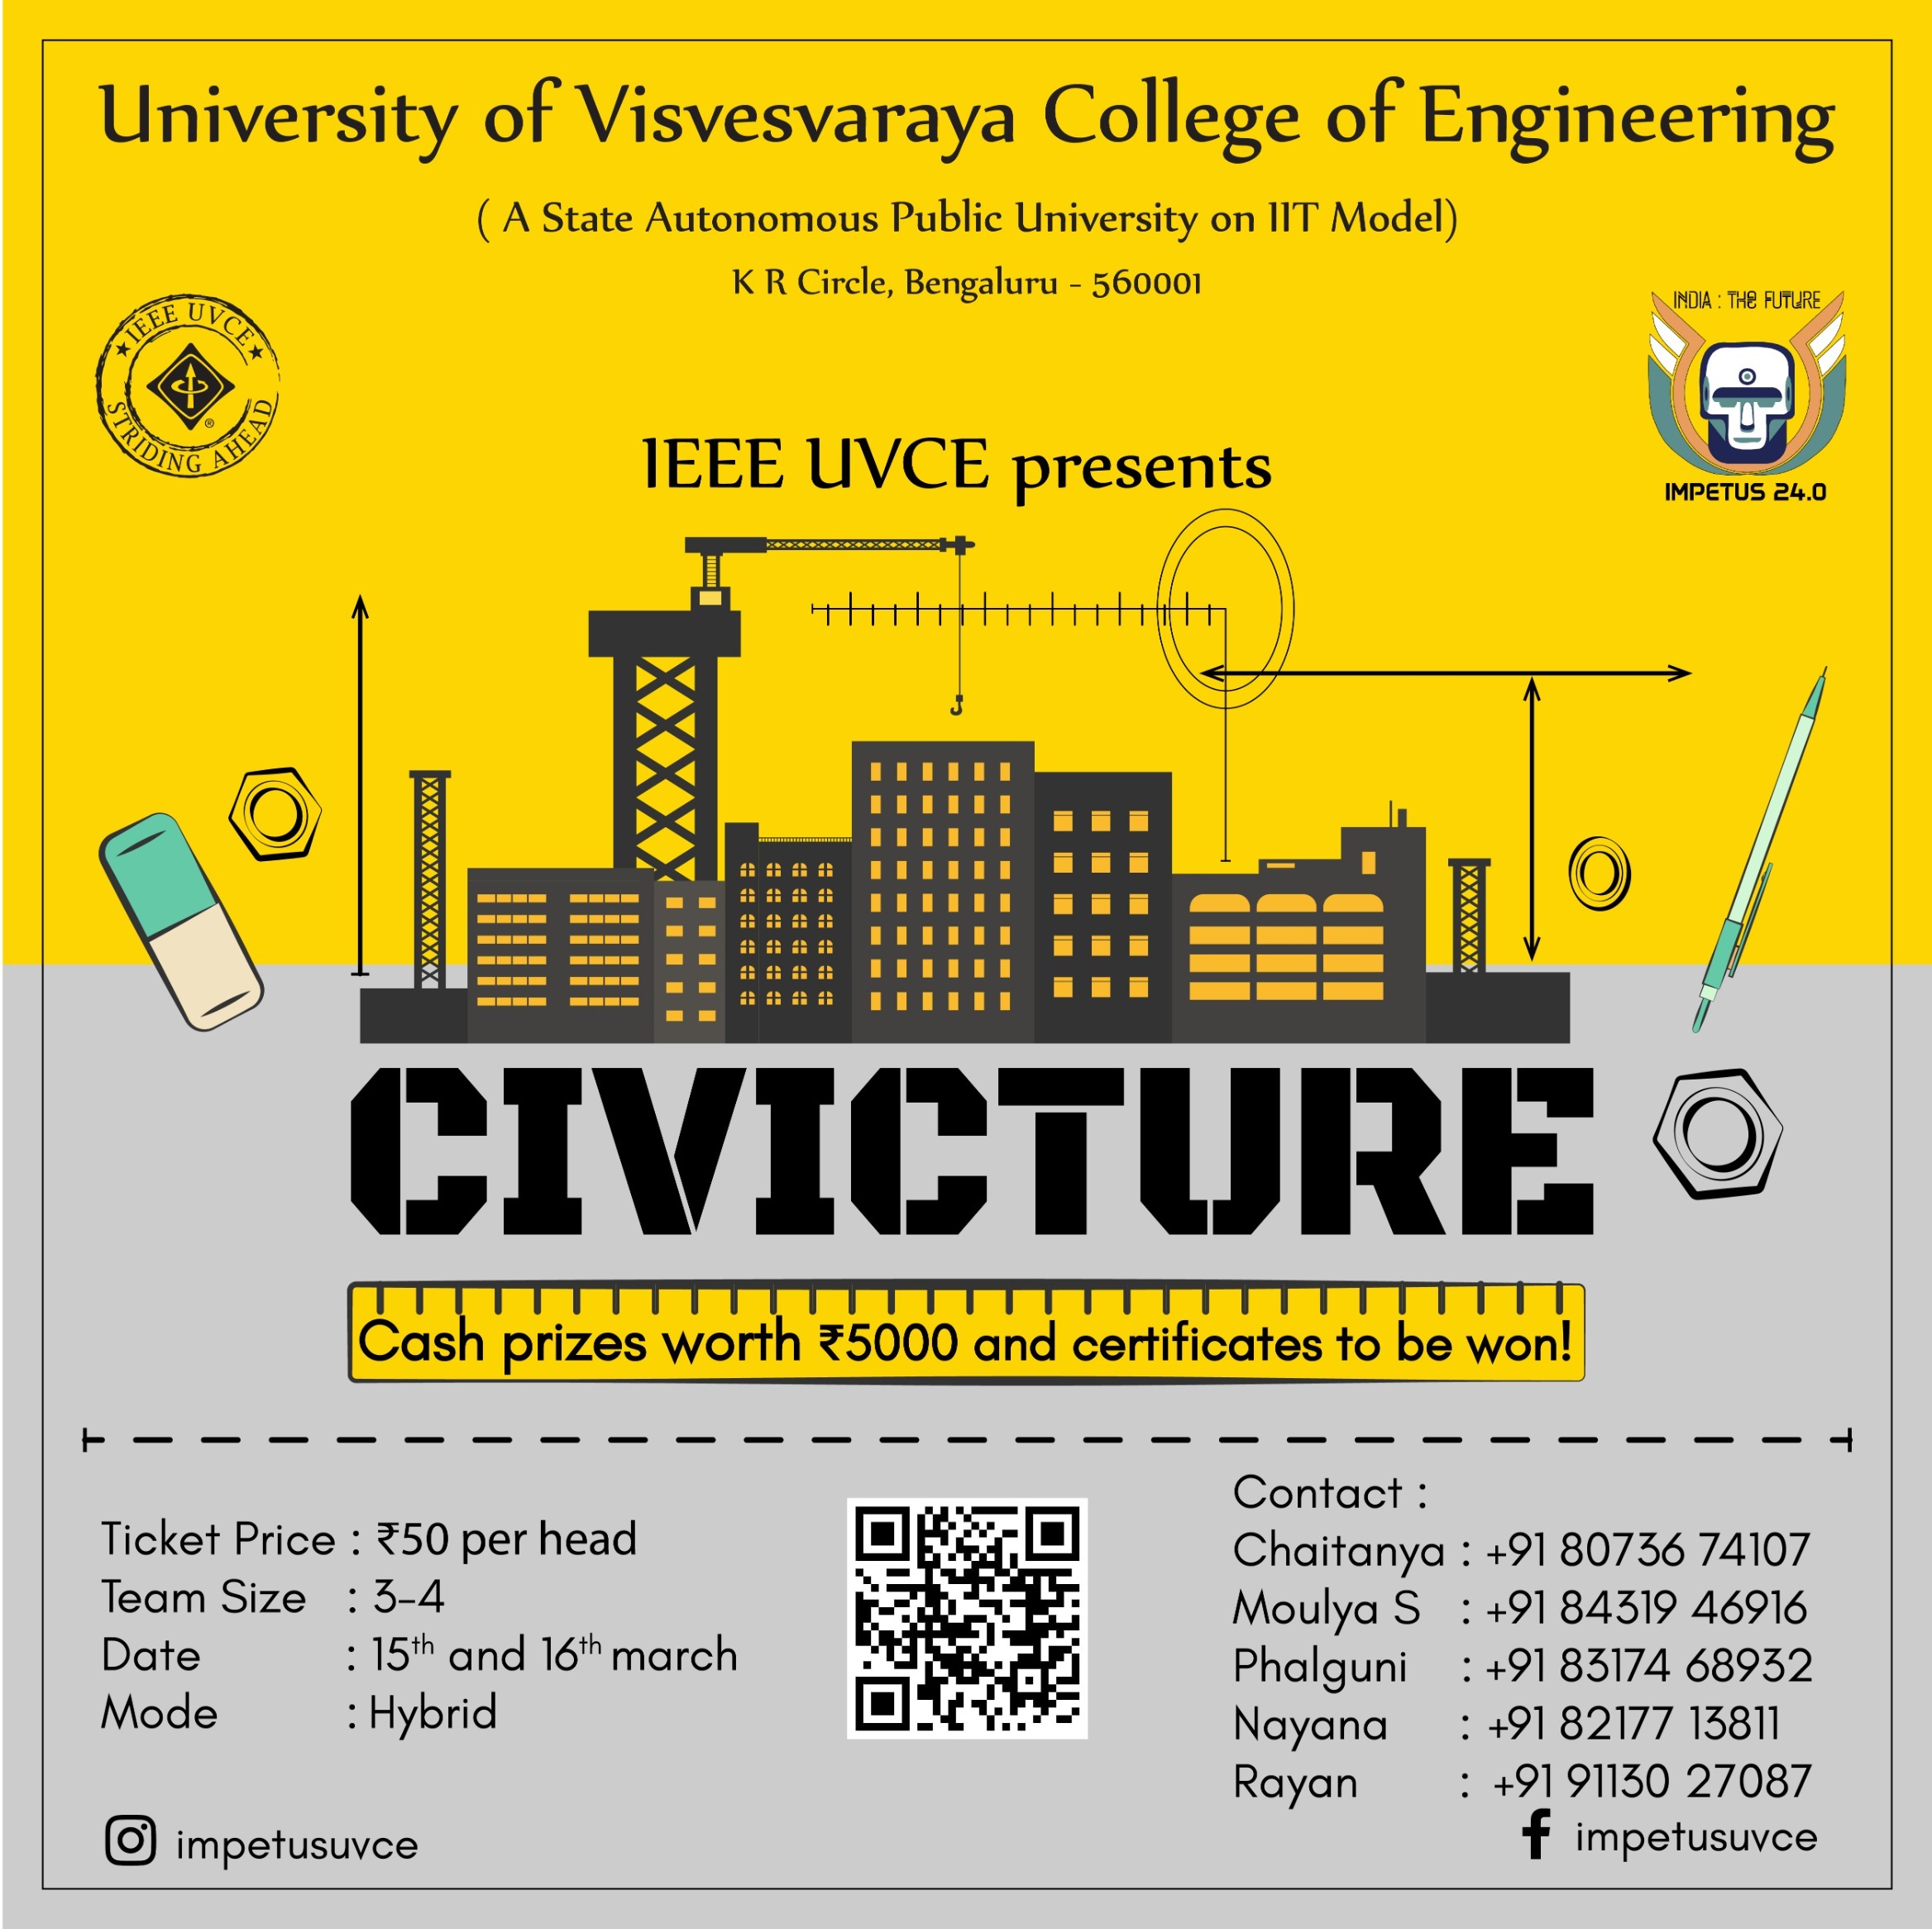 University of Visvesvaraya College of Engineering
( A State Autonomous Public University on IIT Model)
K R Circle, Bengaluru - 560001
IEEE UVCE
STRIDING AHEAD
®
INDIA : THE FUTURE
IMPETUS 24.0
IEEE UVCE presents
CIVICTURE
Cash prizes worth ₹5000 and certificates to be won!
Ticket Price : ₹50 per head
Team Size : 3-4
Date : 15th and 16th march
Mode : Hybrid
impetusuvce
Contact :
Chaitanya : +91 80736 74107
Moulya S : +91 84319 46916
Phalguni : +91 83174 68932
Nayana : +91 82177 13811
Rayan : +91 91130 27087
impetusuvce